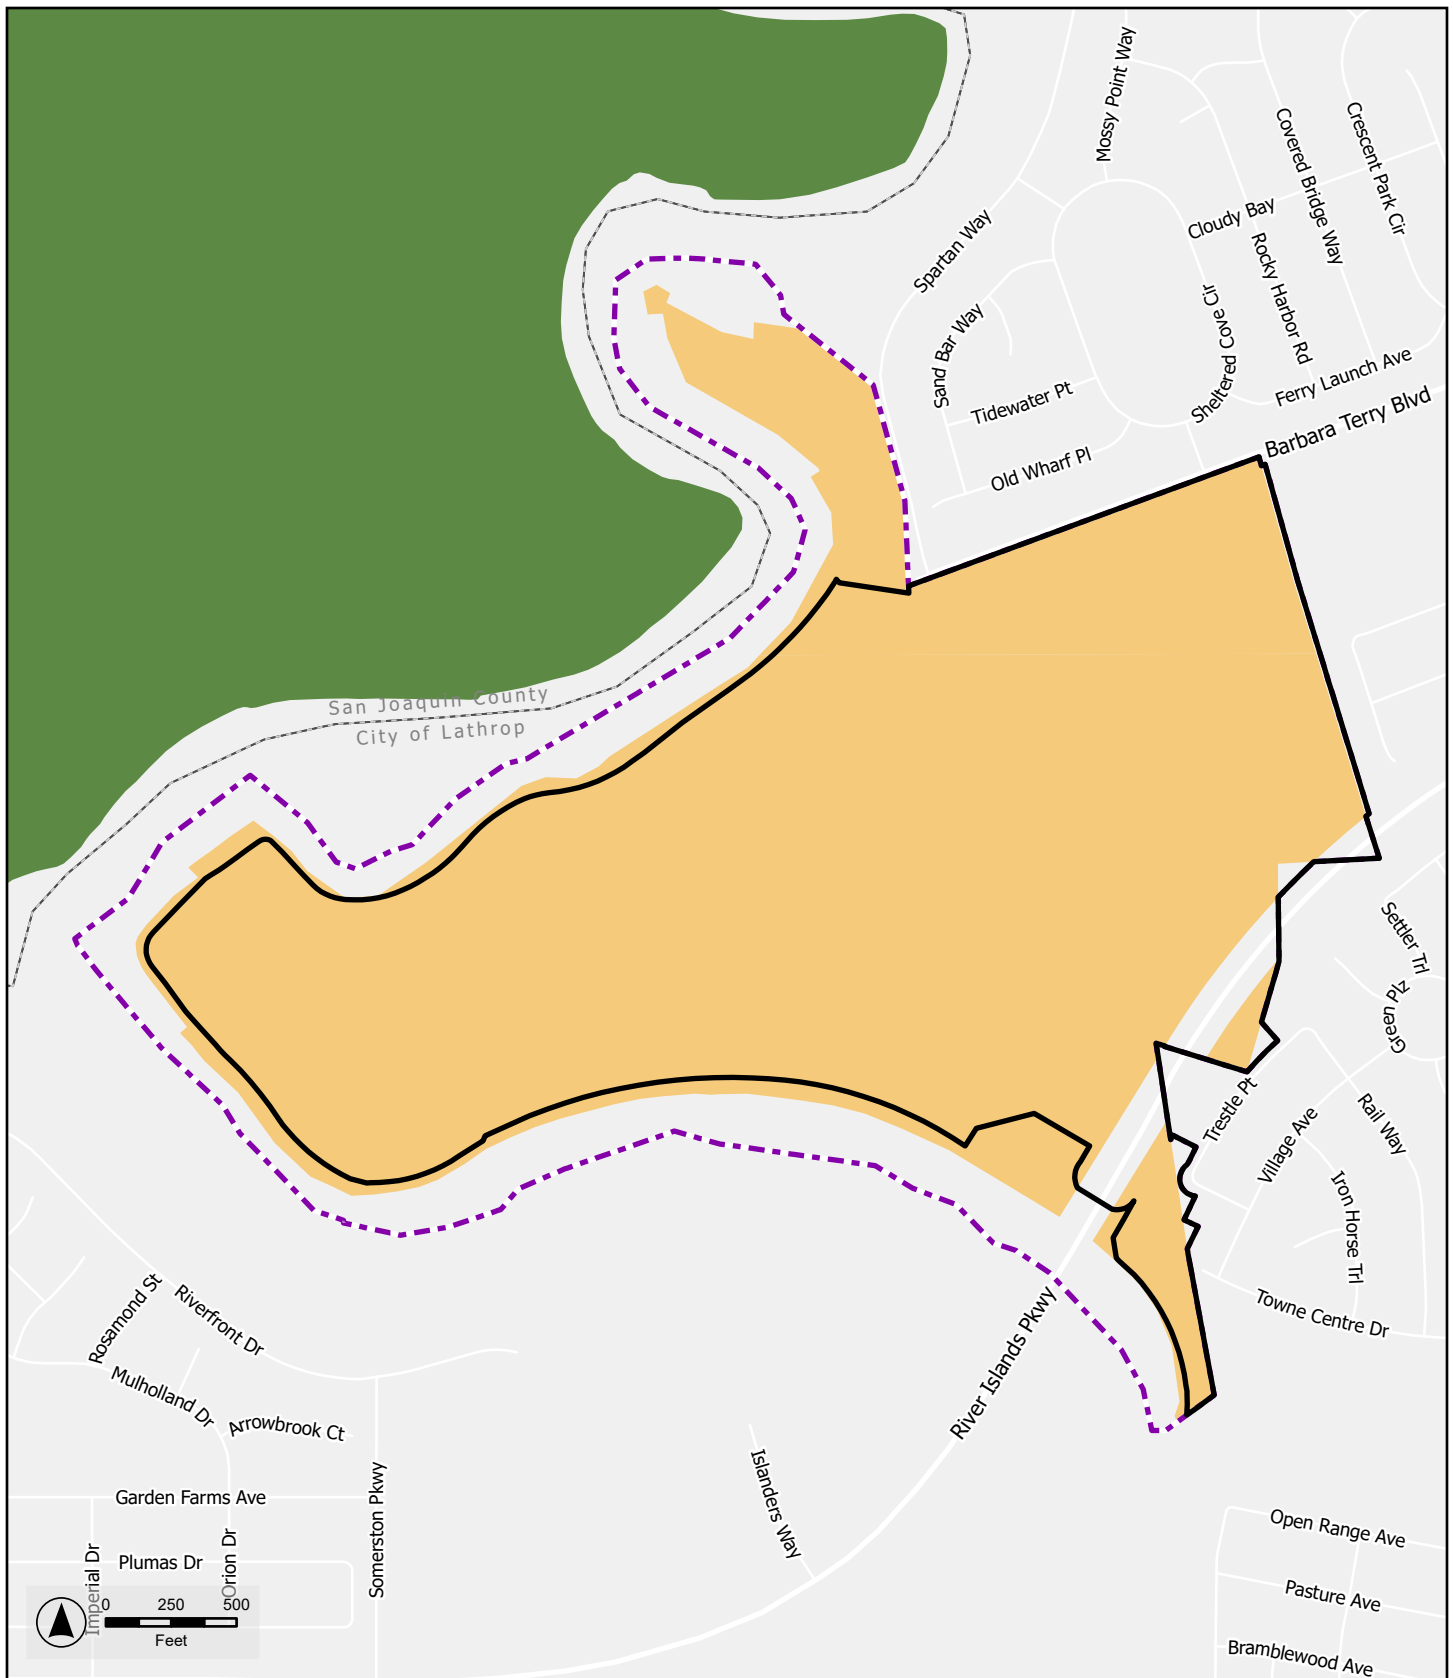 Mossy Point Way
Covered Bridge Way
Crescent Park Cir
Cloudy Bay
Spartan Way
Rocky Harbor Rd
Sheltered Cove Cir
Sand Bar Way
Ferry Launch Ave
Tidewater Pt
Barbara Terry Blvd
Old Wharf Pl
San Joaquin County
City of Lathrop
Settler Trl
Green Plz
Trestle Pt
Village Ave
Rail Way
Iron Horse Trl
Towne Centre Dr
Rosamond St
Riverfront Dr
River Islands Pkwy
Mulholland Dr
Arrowbrook Ct
Islanders Way
Somerston Pkwy
Garden Farms Ave
Open Range Ave
Imperial Dr
Plumas Dr
Orion Dr
Pasture Ave
0 250 500
Feet
Bramblewood Ave